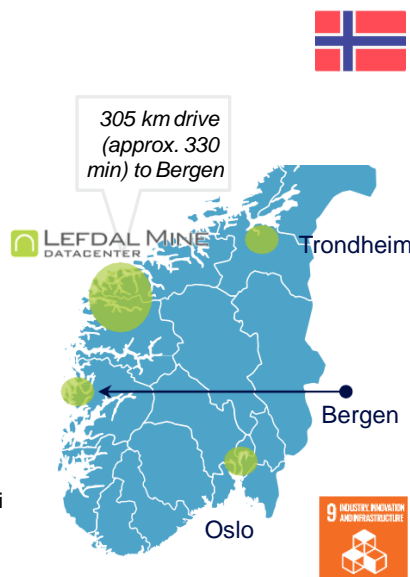 305 km drive
(approx. 330
min) to Bergen
LEFDAL MINE
DATACENTER
Trondheim
Bergen
i
Oslo
9 INDUSTRY, INNOVATION
AND INFRASTRUCTURE